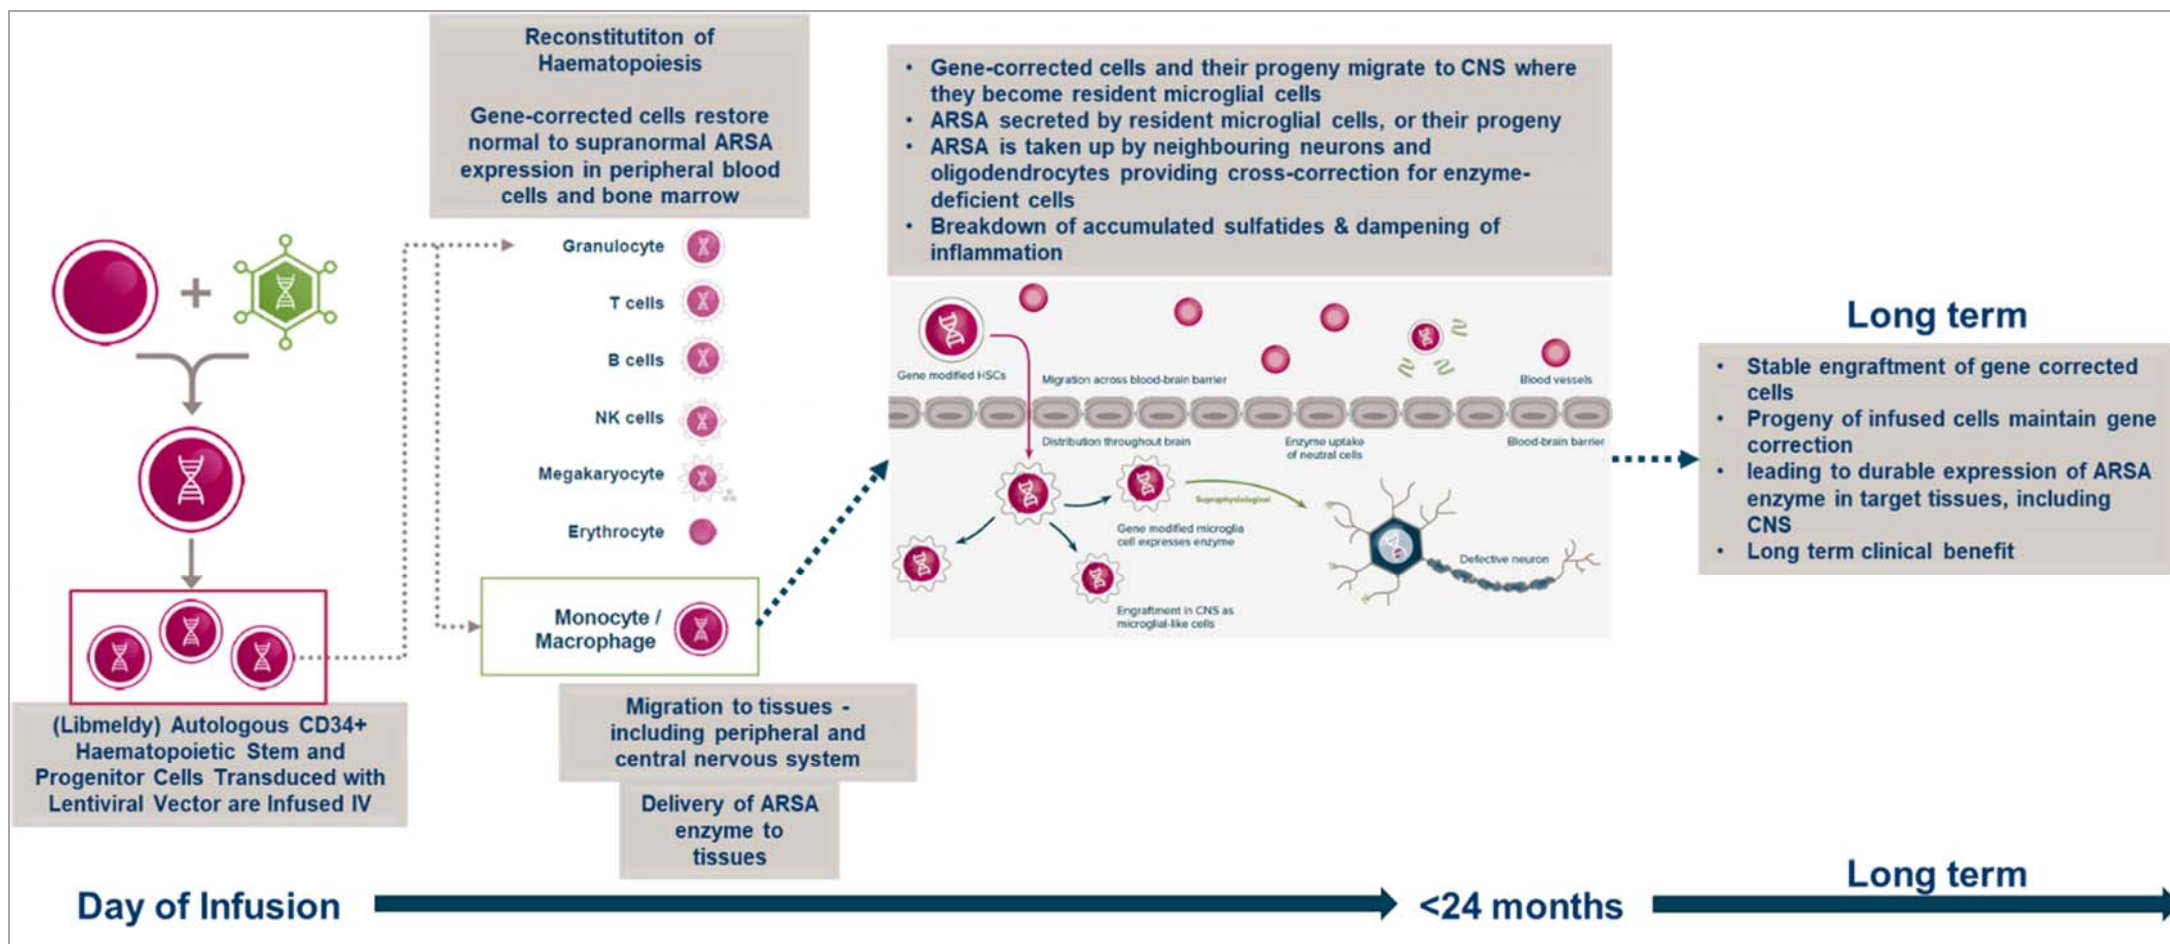 Reconstitutiton of
Haematopoiesis
Gene-corrected cells restore
normal to supranormal ARSA
expression in peripheral blood
cells and bone marrow
Granulocyte
T cells
B cells
NK cells
Megakaryocyte
Erythrocyte
Monocyte /
Macrophage
(Libmeldy) Autologous CD34+
Haematopoietic Stem and
Progenitor Cells Transduced with
Lentiviral Vector are Infused IV
Migration to tissues -
including peripheral and
central nervous system
Delivery of ARSA
enzyme to
tissues
• Gene-corrected cells and their progeny migrate to CNS where
they become resident microglial cells
• ARSA secreted by resident microglial cells, or their progeny
• ARSA is taken up by neighbouring neurons and
oligodendrocytes providing cross-correction for enzyme-
deficient cells
• Breakdown of accumulated sulfatides & dampening of
inflammation
Gene modified HSCs
Migration across blood-brain barrier
Blood vessels
Distribution throughout brain
Enzyme uptake
of neutral cells
Blood-brain barrier
Supraphysiological
Gene modified microglia
cell expresses enzyme
Defective neuron
Engraftment in CNS as
microglial-like cells
Long term
• Stable engraftment of gene corrected
cells
• Progeny of infused cells maintain gene
correction
• leading to durable expression of ARSA
enzyme in target tissues, including
CNS
• Long term clinical benefit
Day of Infusion
<24 months
Long term